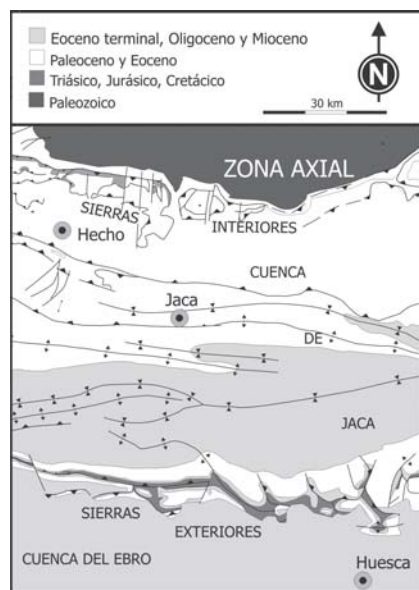 Eoceno terminal, Oligoceno y Mioceno
Paleoceno y Eoceno
Triásico, Jurásico, Cretácico
Paleozoico
N
30 km
ZONA AXIAL
SIERRAS
INTERIORES
Hecho
CUENCA
Jaca
DE
JACA
SIERRAS
EXTERIORES
CUENCA DEL EBRO
Huesca